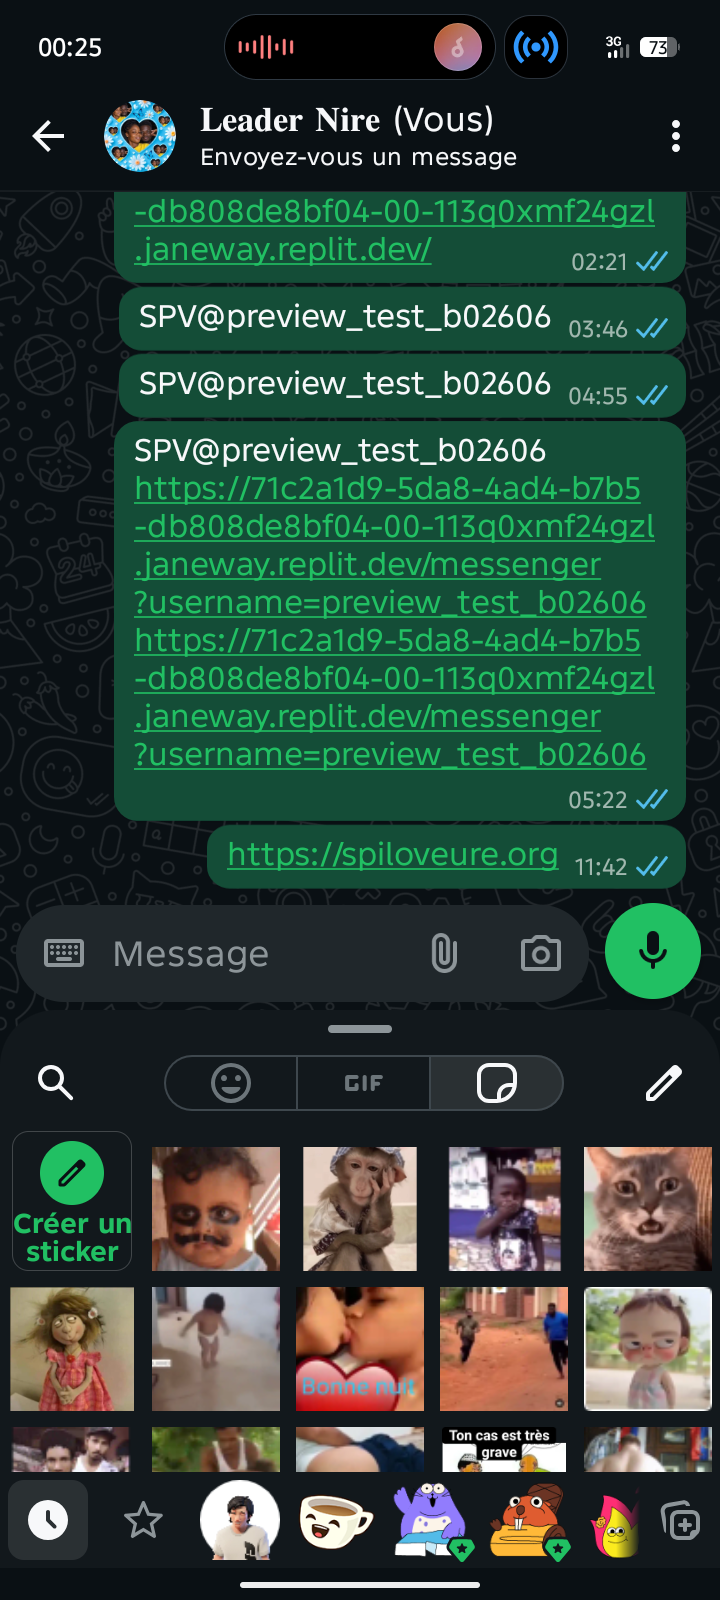 00:25
3G
73
Leader Nire (Vous)
Envoyez-vous un message
-db808de8bf04-00-113q0xmf24gzl
.janeway.replit.dev/
02:21
SPV@preview_test_b02606 03:46
SPV@preview_test_b02606 04:55
SPV@preview_test_b02606
https://71c2a1d9-5da8-4ad4-b7b5
-db808de8bf04-00-113q0xmf24gzl
.janeway.replit.dev/messenger
?username=preview_test_b02606
https://71c2a1d9-5da8-4ad4-b7b5
-db808de8bf04-00-113q0xmf24gzl
.janeway.replit.dev/messenger
?username=preview_test_b02606
05:22
https://spiloveure.org 11:42
Message
GIF
Créer un
sticker
Bonne nuit
Ton cas est très
grave
24